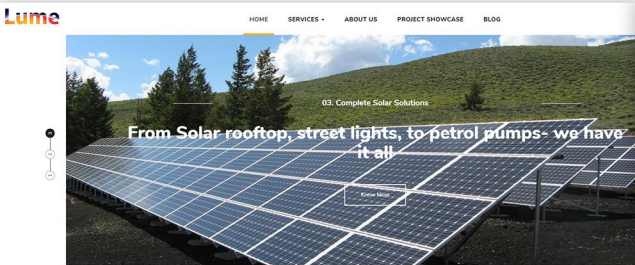 Lume
HOME SERVICES ABOUT US PROJECT SHOWCASE BLOG
03. Complete Solar Solutions
From Solar rooftop, street lights, to petrol pumps- we have
it all
Know More